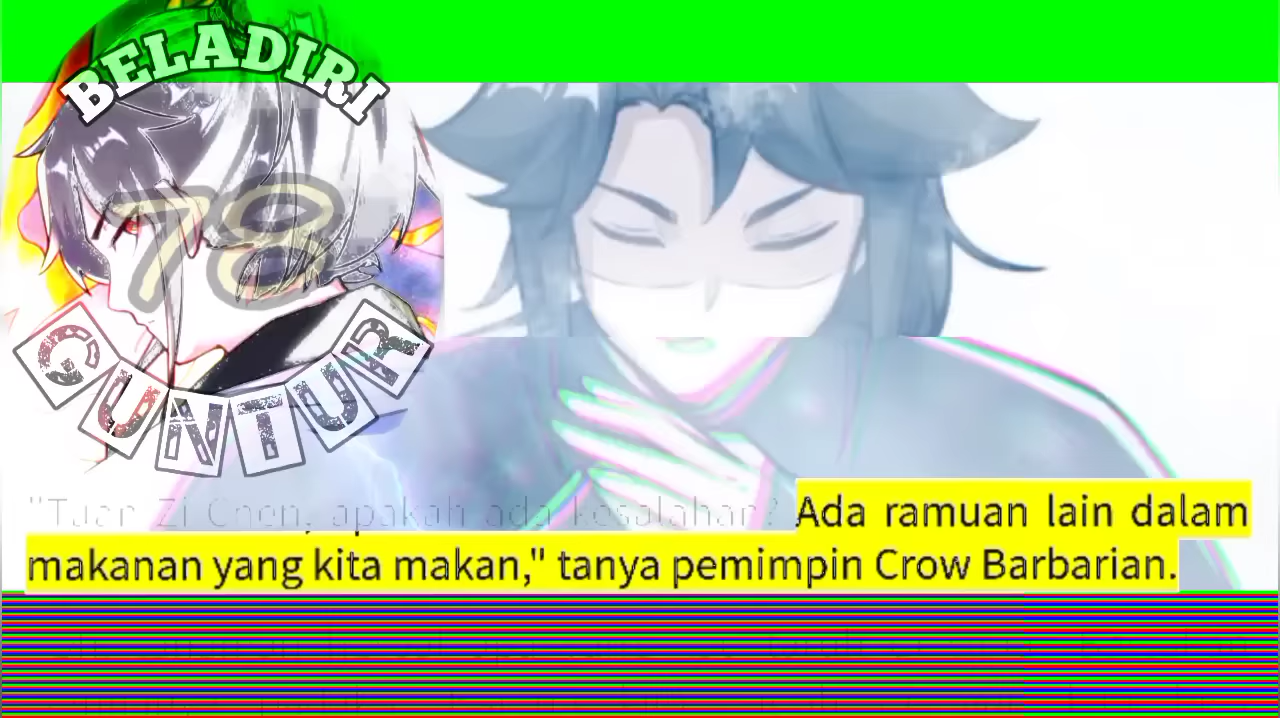 BELADIRI
78
GUNTUR
"Tuan Zi Chen, apakah ada kesalahan? Ada ramuan lain dalam
makanan yang kita makan," tanya pemimpin Crow Barbarian.